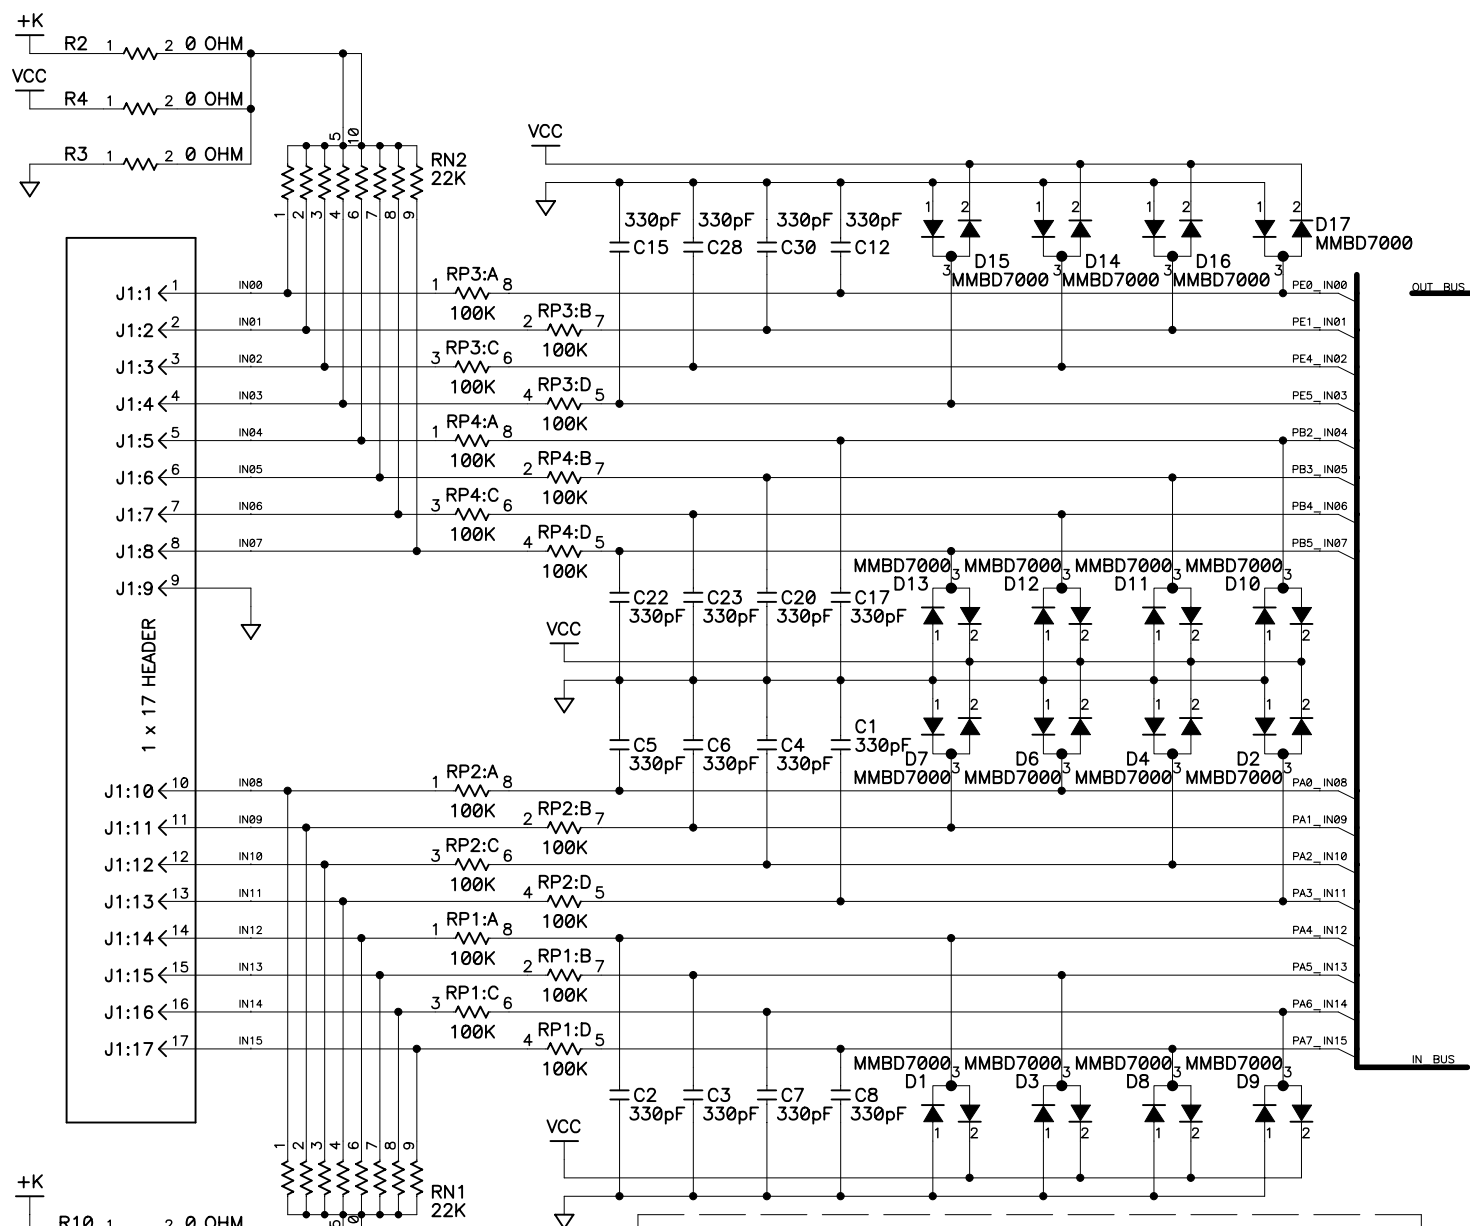 +K
R2 1 2 0 OHM
VCC
R4 1 2 0 OHM
R3 1 2 0 OHM
5 10
RN2
22K
1 2 3 4 6 7 8 9
VCC
330pF 330pF 330pF 330pF
C15 C28 C30 C12
1 2 1 2 1 2 1 2
D17
MMBD7000
D15 D14 D16
3 3 3 3
MMBD7000 MMBD7000 MMBD7000
J1:1 1 IN00 1 RP3:A 8 PE0_IN00
100K
OUT_BUS
J1:2 2 IN01 2 RP3:B 7 PE1_IN01
100K
J1:3 3 IN02 3 RP3:C 6 PE4_IN02
100K
J1:4 4 IN03 4 RP3:D 5 PE5_IN03
100K
J1:5 5 IN04 1 RP4:A 8 PB2_IN04
100K
J1:6 6 IN05 2 RP4:B 7 PB3_IN05
100K
J1:7 7 IN06 3 RP4:C 6 PB4_IN06
100K
J1:8 8 IN07 4 RP4:D 5 PB5_IN07
100K
J1:9 9
1 x 17 HEADER
MMBD7000 MMBD7000 MMBD7000 MMBD7000
3 3 3 3
D13 D12 D11 D10
C22 C23 C20 C17
330pF 330pF 330pF 330pF
1 2 1 2 1 2 1 2
VCC
1 2 1 2 1 2 1 2
C5 C6 C4 C1
330pF 330pF 330pF 330pF
D7 D6 D4 D2
3 3 3 3
MMBD7000 MMBD7000 MMBD7000 MMBD7000
J1:10 10 IN08 1 RP2:A 8 PA0_IN08
100K
J1:11 11 IN09 2 RP2:B 7 PA1_IN09
100K
J1:12 12 IN10 3 RP2:C 6 PA2_IN10
100K
J1:13 13 IN11 4 RP2:D 5 PA3_IN11
100K
J1:14 14 IN12 1 RP1:A 8 PA4_IN12
100K
J1:15 15 IN13 2 RP1:B 7 PA5_IN13
100K
J1:16 16 IN14 3 RP1:C 6 PA6_IN14
100K
J1:17 17 IN15 4 RP1:D 5 PA7_IN15
100K
IN_BUS
MMBD7000 MMBD7000 MMBD7000 MMBD7000
3 3 3 3
D1 D3 D8 D9
C2 C3 C7 C8
330pF 330pF 330pF 330pF
1 2 1 2 1 2 1 2
VCC
1 2 3 4 6 7 8 9
RN1
22K
+K
R10 1 2 0 OHM
5